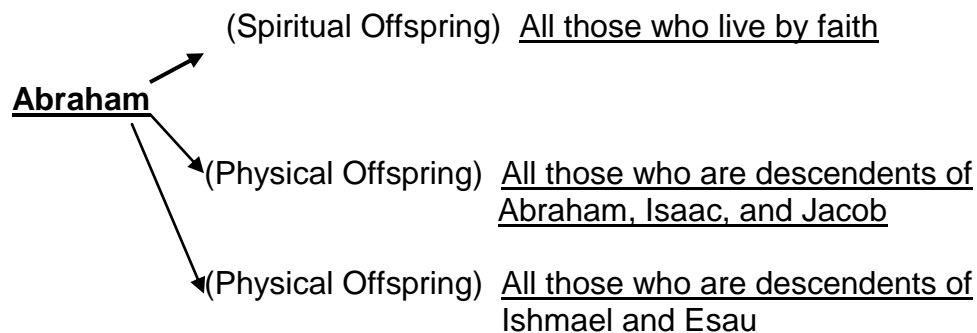 (Spiritual Offspring) All those who live by faith
Abraham
(Physical Offspring) All those who are descendents of
Abraham, Isaac, and Jacob
(Physical Offspring) All those who are descendents of
Ishmael and Esau